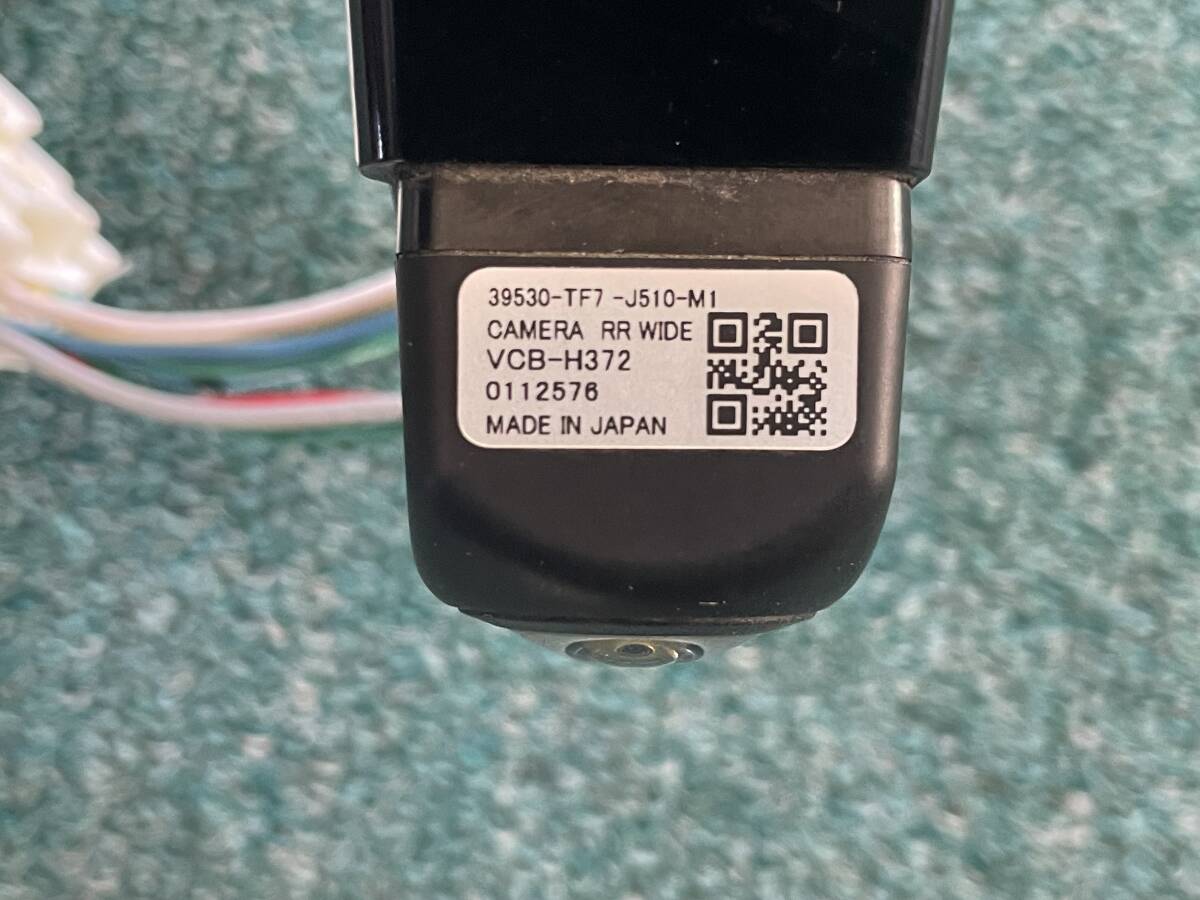 39530-TF7 -J510-M1
CAMERA RR WIDE
VCB-H372
0112576
MADE IN JAPAN